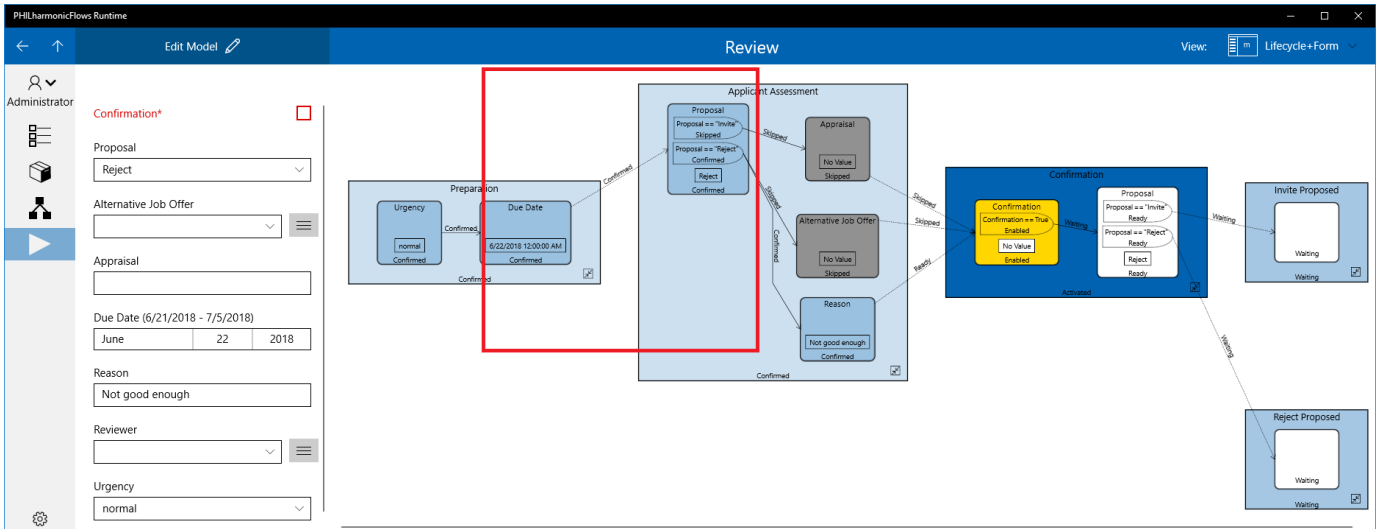 PHILharmonicFlows Runtime
Edit Model
Review
View:
m
Lifecycle+Form
Administrator
Confirmation*
Proposal
Reject
Alternative Job Offer
Appraisal
Due Date (6/21/2018 - 7/5/2018)
June 22 2018
Reason
Not good enough
Reviewer
Urgency
normal
Preparation
Urgency
normal
Confirmed
Confirmed
Due Date
6/22/2018 12:00:00 AM
Confirmed
Confirmed
Confirmed
Applicant Assessment
Proposal
Proposal == "Invite"
Skipped
Proposal == "Reject"
Confirmed
Reject
Confirmed
Skipped
Skipped
Confirmed
Appraisal
No Value
Skipped
Alternative Job Offer
No Value
Skipped
Reason
Not good enough
Confirmed
Confirmed
Skipped
Skipped
Ready
Confirmation
Confirmation
Confirmation == True
Enabled
No Value
Enabled
Waiting
Proposal
Proposal == "Invite"
Ready
Proposal == "Reject"
Ready
Reject
Ready
Activated
Waiting
Waiting
Invite Proposed
Waiting
Waiting
Reject Proposed
Waiting
Waiting